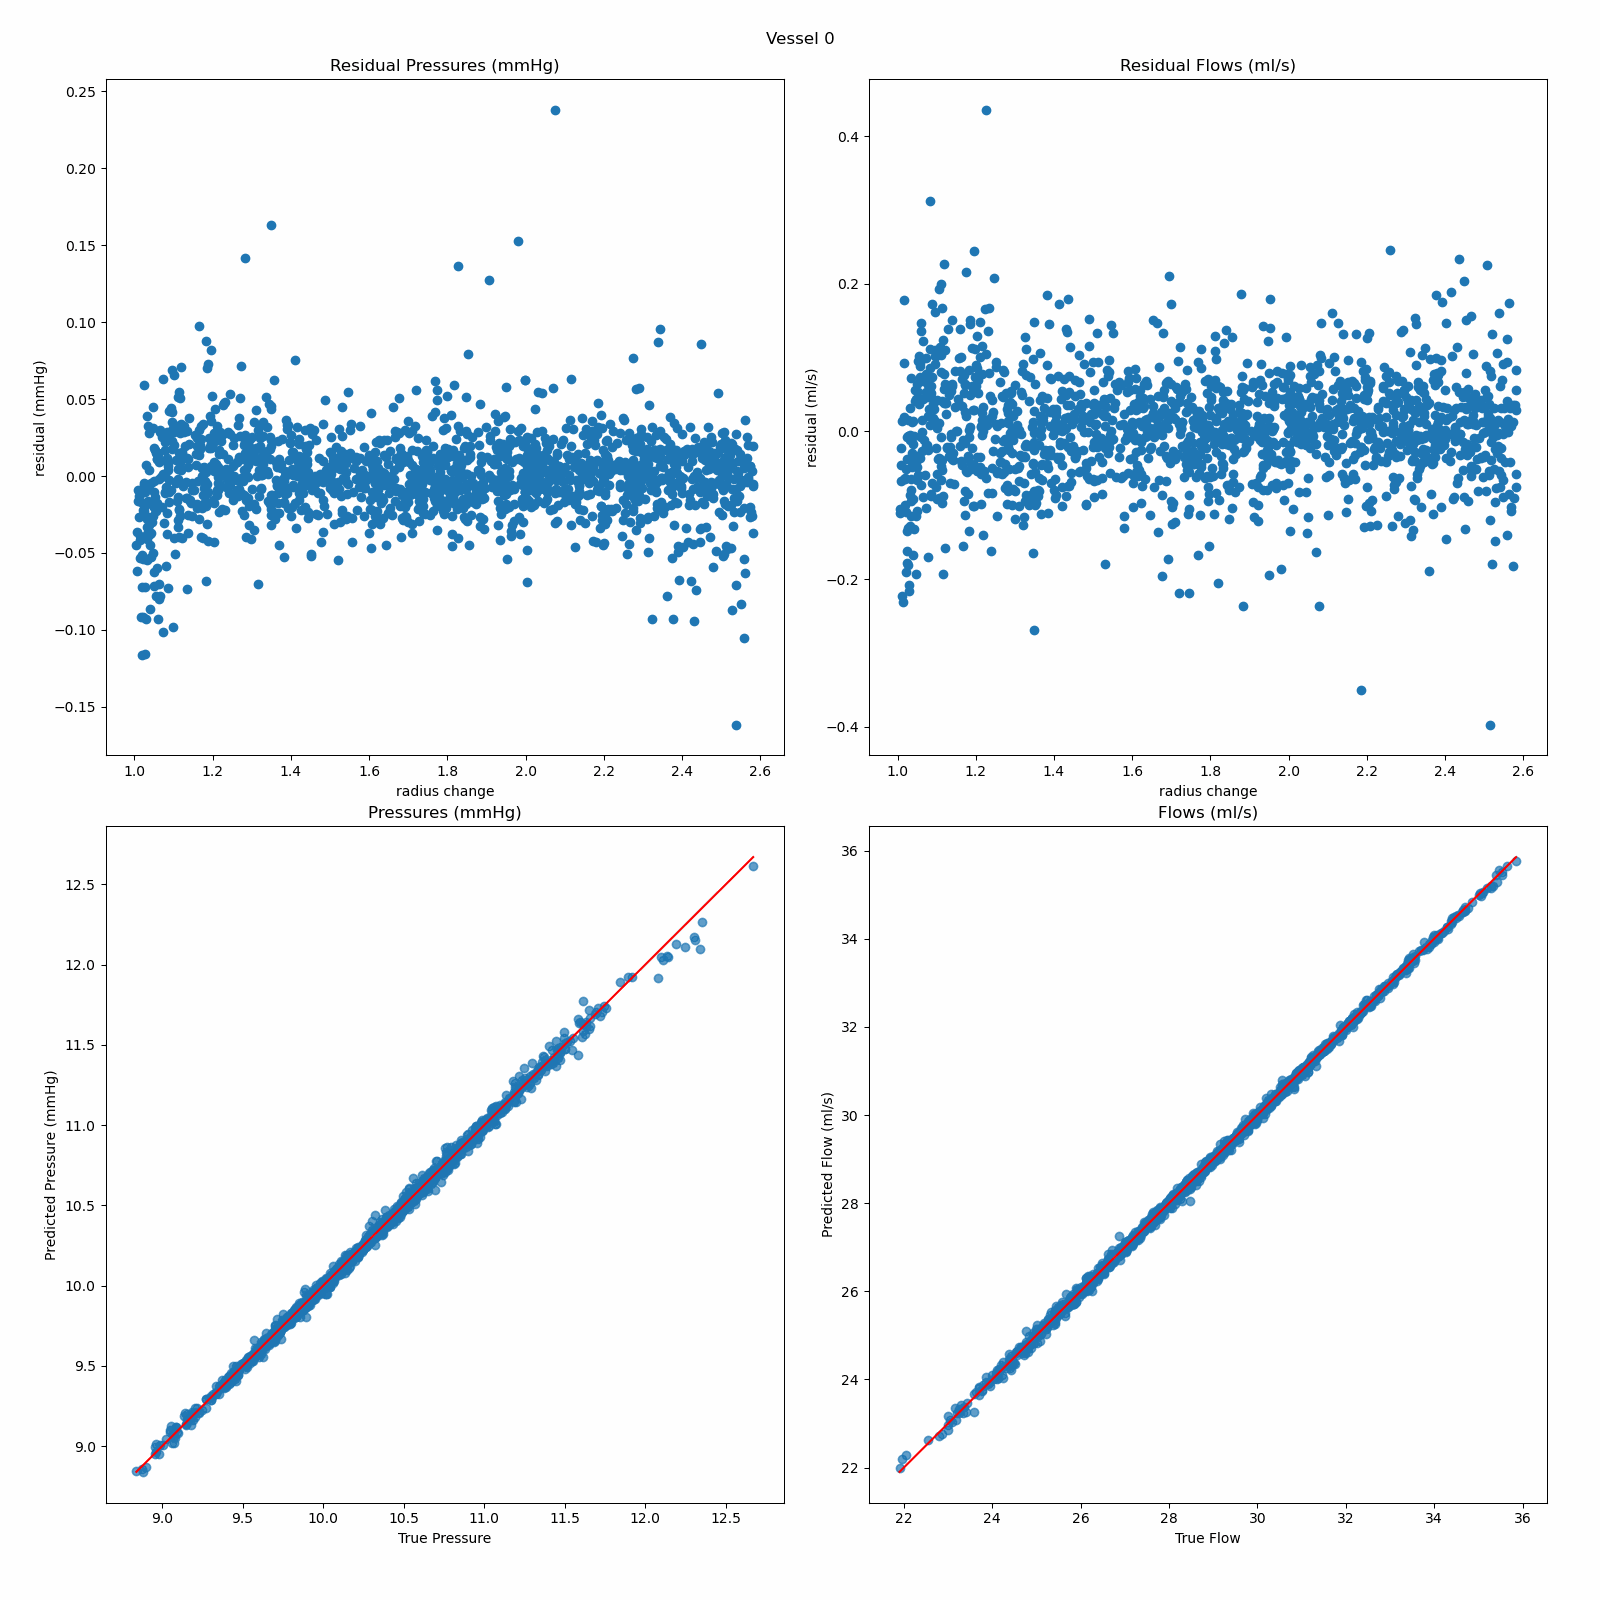 Vessel 0
Residual Pressures (mmHg)
residual (mmHg)
0.25
0.20
0.15
0.10
0.05
0.00
−0.05
−0.10
−0.15
1.0 1.2 1.4 1.6 1.8 2.0 2.2 2.4 2.6
radius change
Residual Flows (ml/s)
residual (ml/s)
0.4
0.2
0.0
−0.2
−0.4
1.0 1.2 1.4 1.6 1.8 2.0 2.2 2.4 2.6
radius change
Pressures (mmHg)
Predicted Pressure (mmHg)
12.5
12.0
11.5
11.0
10.5
10.0
9.5
9.0
9.0 9.5 10.0 10.5 11.0 11.5 12.0 12.5
True Pressure
Flows (ml/s)
Predicted Flow (ml/s)
36
34
32
30
28
26
24
22
22 24 26 28 30 32 34 36
True Flow